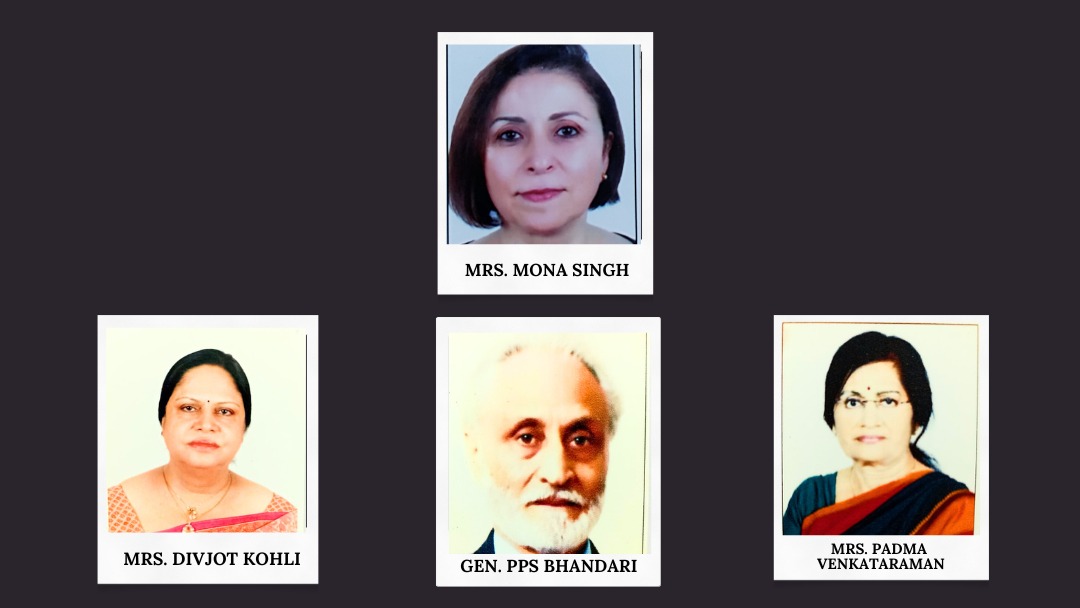 MRS. MONA SINGH
MRS. DIVJOT KOHLI
GEN. PPS BHANDARI
MRS. PADMA
VENKATARAMAN